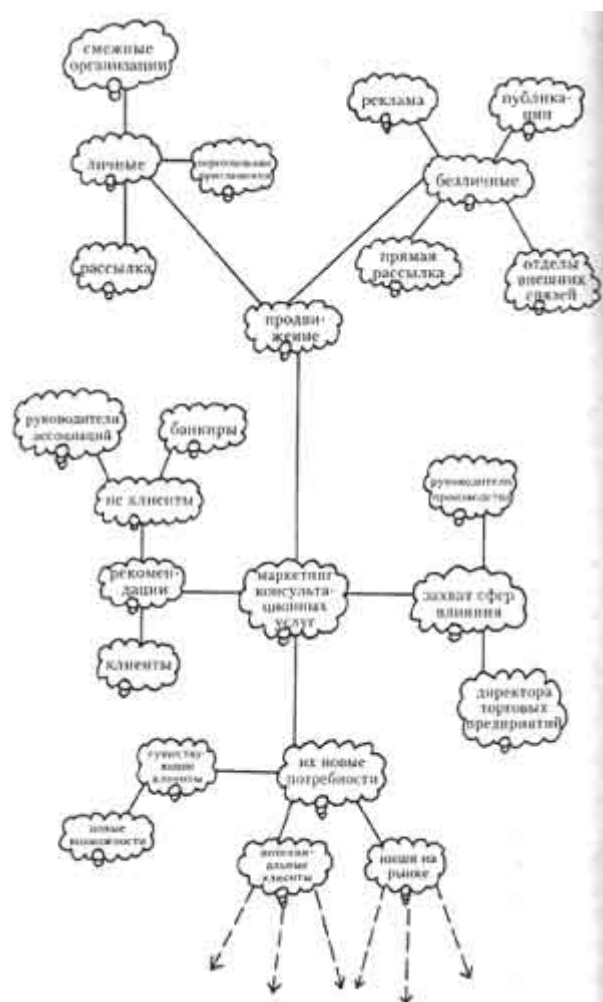 смежные
организации
личные
рассылка
реклама
публика-
ции
безличные
прямая
рассылка
отделы
внешних
связей
продви-
жение
руководители
ассоциаций
банкиры
не клиенты
рекомен-
дации
клиенты
маркетинг
консульта-
ционных
услуг
руководители
производства
захват сфер
влияния
директора
торговых
предприятий
их новые
потребности
существу-
ющие
клиенты
новые
возможности
потенци-
альные
клиенты
ниши на
рынке